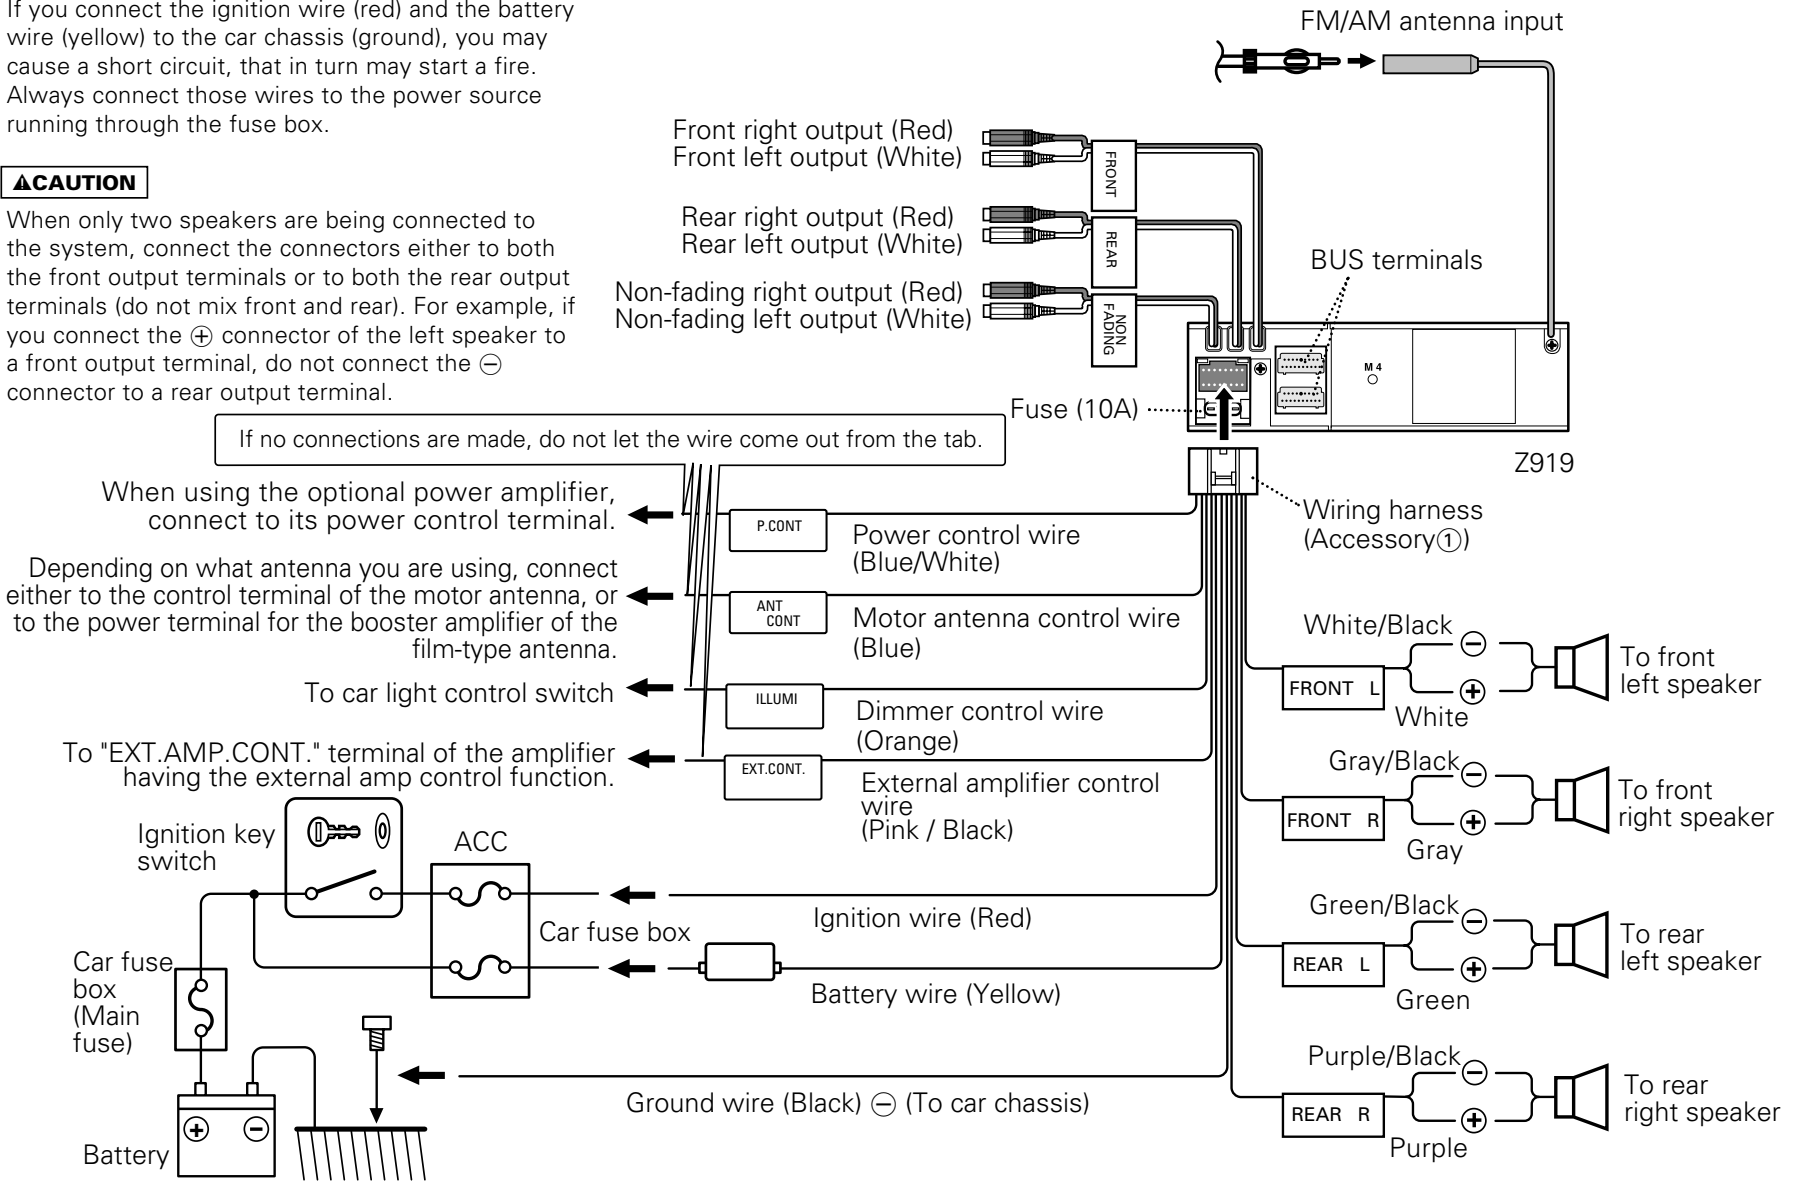 If you connect the ignition wire (red) and the battery
wire (yellow) to the car chassis (ground), you may
cause a short circuit, that in turn may start a fire.
Always connect those wires to the power source
running through the fuse box.
⚠CAUTION
When only two speakers are being connected to
the system, connect the connectors either to both
the front output terminals or to both the rear output
terminals (do not mix front and rear). For example, if
you connect the ⊕ connector of the left speaker to
a front output terminal, do not connect the ⊖
connector to a rear output terminal.
FM/AM antenna input
Front right output (Red)
Front left output (White)
FRONT
Rear right output (Red)
Rear left output (White)
REAR
Non-fading right output (Red)
Non-fading left output (White)
NON
FADING
BUS terminals
M4
Fuse (10A)
Z919
If no connections are made, do not let the wire come out from the tab.
Wiring harness
(Accessory①)
When using the optional power amplifier,
connect to its power control terminal.
P.CONT
Power control wire
(Blue/White)
Depending on what antenna you are using, connect
either to the control terminal of the motor antenna, or
to the power terminal for the booster amplifier of the
film-type antenna.
ANT
CONT
Motor antenna control wire
(Blue)
To car light control switch
ILLUMI
Dimmer control wire
(Orange)
To "EXT.AMP.CONT." terminal of the amplifier
having the external amp control function.
EXT.CONT.
External amplifier control
wire
(Pink / Black)
Ignition key
switch
ACC
Ignition wire (Red)
Car fuse box
Battery wire (Yellow)
Car fuse
box
(Main
fuse)
Ground wire (Black) ⊖ (To car chassis)
⊕
⊖
Battery
White/Black
⊖
FRONT L
⊕
White
To front
left speaker
Gray/Black
⊖
FRONT R
⊕
Gray
To front
right speaker
Green/Black
⊖
REAR L
⊕
Green
To rear
left speaker
Purple/Black
⊖
REAR R
⊕
Purple
To rear
right speaker